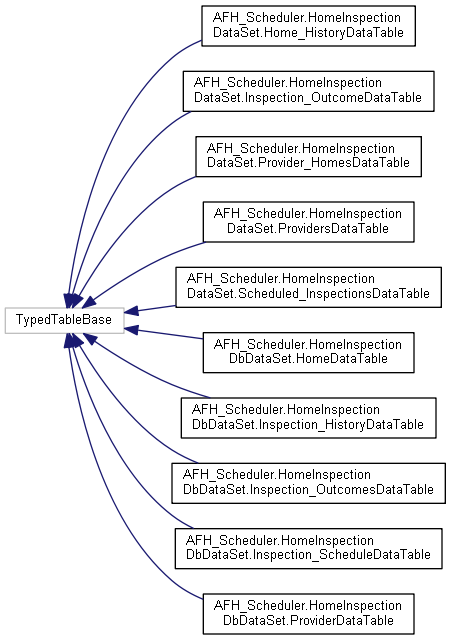 AFH_Scheduler.HomeInspection
DataSet.Home_HistoryDataTable
AFH_Scheduler.HomeInspection
DataSet.Inspection_OutcomeDataTable
AFH_Scheduler.HomeInspection
DataSet.Provider_HomesDataTable
AFH_Scheduler.HomeInspection
DataSet.ProvidersDataTable
AFH_Scheduler.HomeInspection
DataSet.Scheduled_InspectionsDataTable
TypedTableBase
AFH_Scheduler.HomeInspection
DbDataSet.HomeDataTable
AFH_Scheduler.HomeInspection
DbDataSet.Inspection_HistoryDataTable
AFH_Scheduler.HomeInspection
DbDataSet.Inspection_OutcomesDataTable
AFH_Scheduler.HomeInspection
DbDataSet.Inspection_ScheduleDataTable
AFH_Scheduler.HomeInspection
DbDataSet.ProviderDataTable